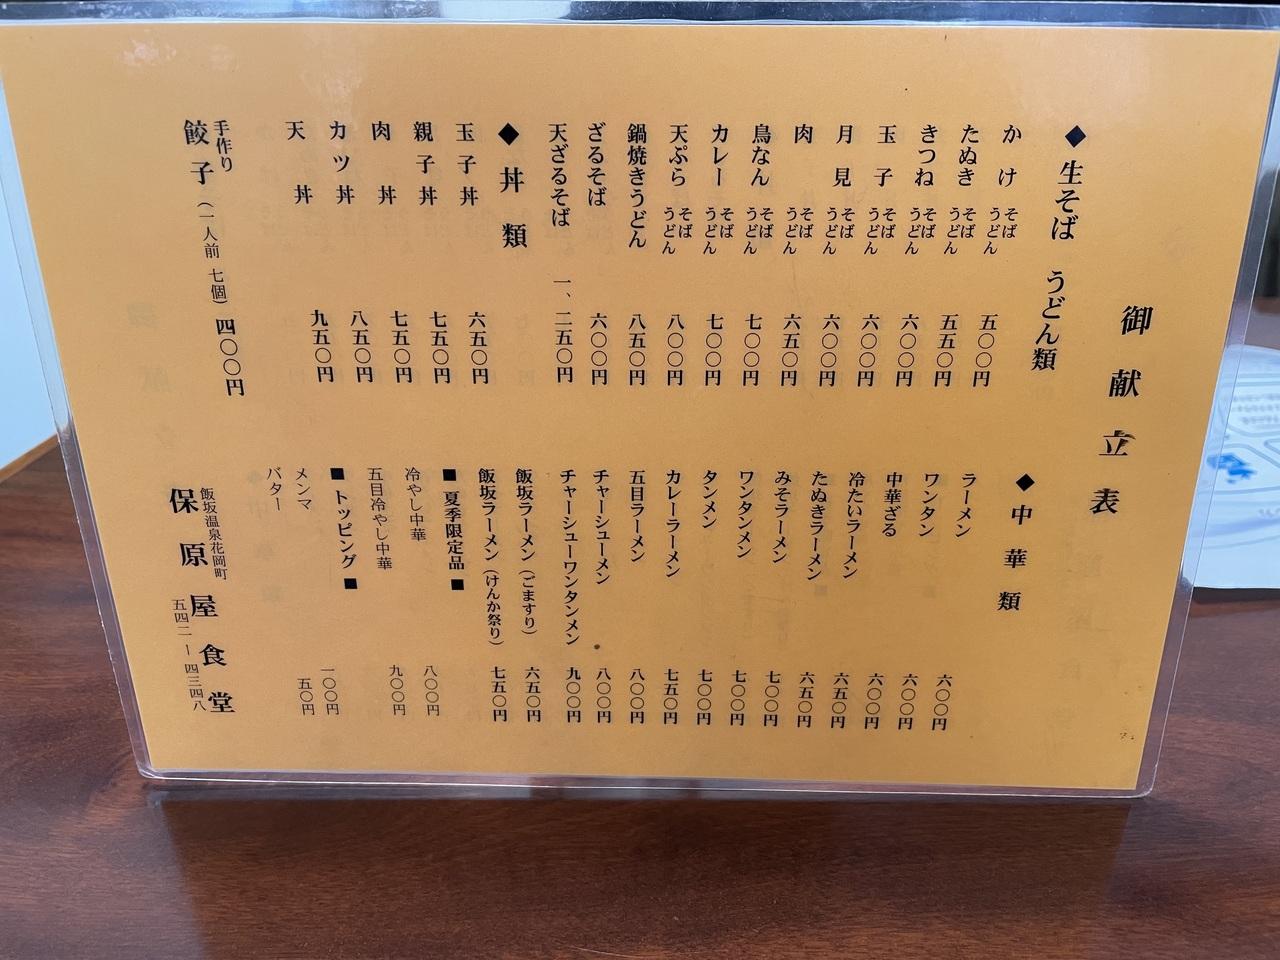 御献立表
◆生そば うどん類
かけ そば うどん 五〇〇円
たぬき そば うどん 五五〇円
きつね そば うどん 六〇〇円
玉子 そば うどん 六〇〇円
月見 そば うどん 六〇〇円
肉 そば うどん 六五〇円
鳥なん そば うどん 七〇〇円
カレー そば うどん 七〇〇円
天ぷら そば うどん 八〇〇円
鍋焼きうどん 八五〇円
ざるそば 六〇〇円
天ざるそば 一、二五〇円
◆丼類
玉子丼 六五〇円
親子丼 七五〇円
肉丼 七五〇円
カツ丼 八五〇円
天丼 九五〇円
手作り
餃子(一人前 七個) 四〇〇円
◆中華類
ラーメン 六〇〇円
ワンタン 六〇〇円
中華ざる 六〇〇円
冷たいラーメン 六五〇円
たぬきラーメン 六五〇円
みそラーメン 七〇〇円
ワンタンメン 七〇〇円
タンメン 七〇〇円
カレーラーメン 七五〇円
五目ラーメン 八〇〇円
チャーシューメン 八〇〇円
チャーシューワンタンメン 九〇〇円
飯坂ラーメン(ごますり) 六五〇円
飯坂ラーメン(けんか祭り) 七五〇円
■夏季限定品■
冷やし中華 八〇〇円
五目冷やし中華 九〇〇円
■トッピング■
メンマ 一〇〇円
バター 五〇円
飯坂温泉花岡町
保原屋食堂
五四二ー四三四八